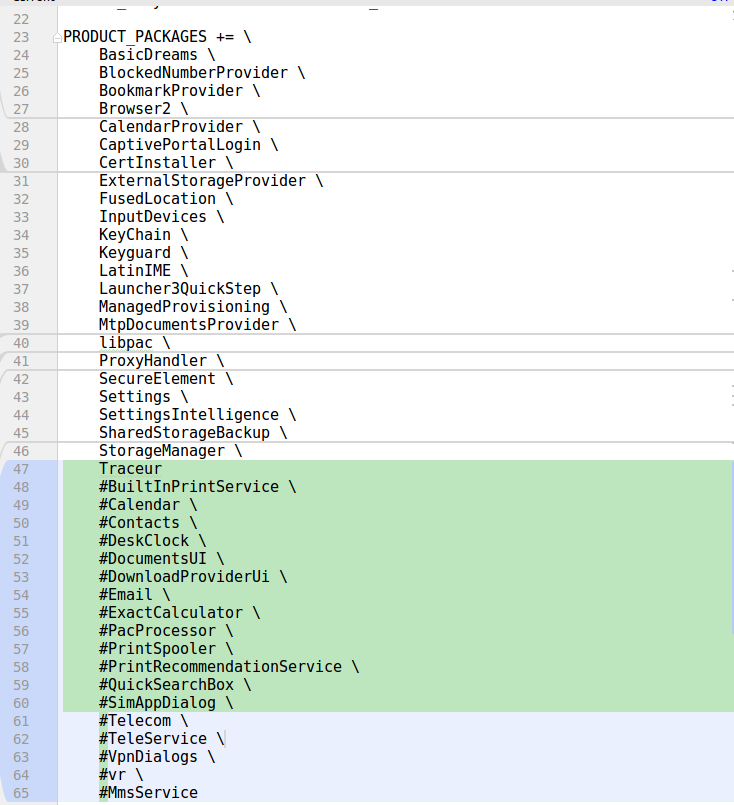 22
23 PRODUCT_PACKAGES += \
24     BasicDreams \
25     BlockedNumberProvider \
26     BookmarkProvider \
27     Browser2 \
28     CalendarProvider \
29     CaptivePortalLogin \
30     CertInstaller \
31     ExternalStorageProvider \
32     FusedLocation \
33     InputDevices \
34     KeyChain \
35     Keyguard \
36     LatinIME \
37     Launcher3QuickStep \
38     ManagedProvisioning \
39     MtpDocumentsProvider \
40     libpac \
41     ProxyHandler \
42     SecureElement \
43     Settings \
44     SettingsIntelligence \
45     SharedStorageBackup \
46     StorageManager \
47     Traceur
48     #BuiltInPrintService \
49     #Calendar \
50     #Contacts \
51     #DeskClock \
52     #DocumentsUI \
53     #DownloadProviderUi \
54     #Email \
55     #ExactCalculator \
56     #PacProcessor \
57     #PrintSpooler \
58     #PrintRecommendationService \
59     #QuickSearchBox \
60     #SimAppDialog \
61     #Telecom \
62     #TeleService \
63     #VpnDialogs \
64     #vr \
65     #MmsService